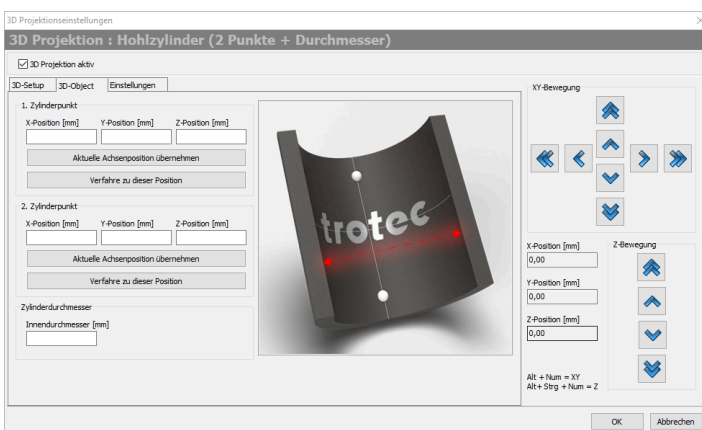 3D Projektionseinstellungen
3D Projektion : Hohlzylinder (2 Punkte + Durchmesser)
3D Projektion aktiv
3D-Setup 3D-Object Einstellungen
1. Zylinderpunkt
X-Position [mm] Y-Position [mm] Z-Position [mm]
Aktuelle Achsenposition übernehmen
Verfahre zu dieser Position
2. Zylinderpunkt
X-Position [mm] Y-Position [mm] Z-Position [mm]
Aktuelle Achsenposition übernehmen
Verfahre zu dieser Position
Zylinderdurchmesser
Innendurchmesser [mm]
trotec
XY-Bewegung
X-Position [mm]
0,00
Y-Position [mm]
0,00
Z-Position [mm]
0,00
Z-Bewegung
Alt + Num = XY
Alt+ Strg + Num = Z
OK Abbrechen